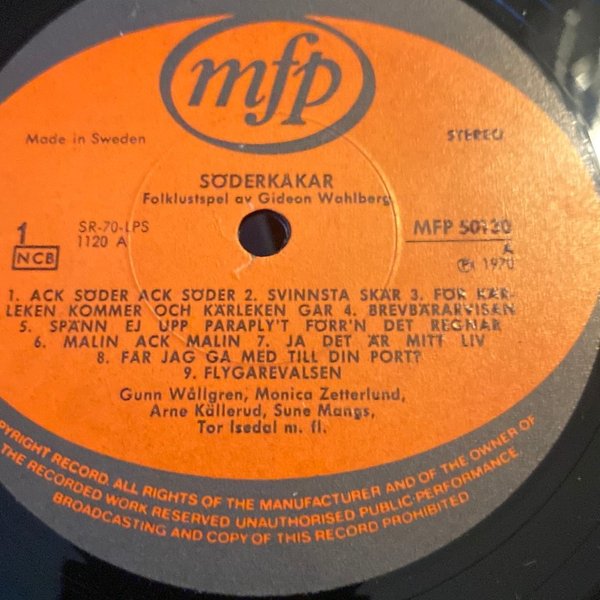 mfp
Made in Sweden
STEREO
SÖDERKÅKAR
Folklustspel av Gideon Wahlberg
1
SR-70-LPS
1120 A
NCB
MFP 50120
A
Ⓟ 1970
1. ACK SÖDER ACK SÖDER 2. SVINNSTA SKÄR 3. FÖR KÄR-
LEKEN KOMMER OCH KÄRLEKEN GÅR 4. BREVBÄRARVISEN
5. SPÄNN EJ UPP PARAPLY'T FÖRR'N DET REGNAR
6. MALIN ACK MALIN 7. JA DET ÄR MITT LIV
8. FÅR JAG GÅ MED TILL DIN PORT?
9. FLYGAREVALSEN
Gunn Wållgren, Monica Zetterlund,
Arne Källerud, Sune Mangs,
Tor Isedal m. fl.
COPYRIGHT RECORD. ALL RIGHTS OF THE MANUFACTURER AND OF THE OWNER OF
THE RECORDED WORK RESERVED UNAUTHORISED PUBLIC PERFORMANCE,
BROADCASTING AND COPY OF THIS RECORD PROHIBITED